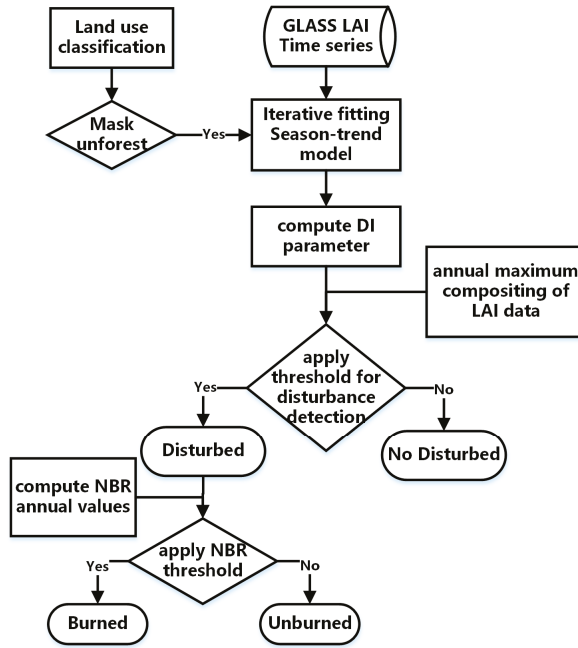 Land use
classification
GLASS LAI
Time series
Mask
unforest
Yes
Iterative fitting
Season-trend
model
compute DI
parameter
annual maximum
compositing of
LAI data
apply
threshold for
disturbance
detection
Yes
No
Disturbed
No Disturbed
compute NBR
annual values
apply NBR
threshold
Yes
No
Burned
Unburned